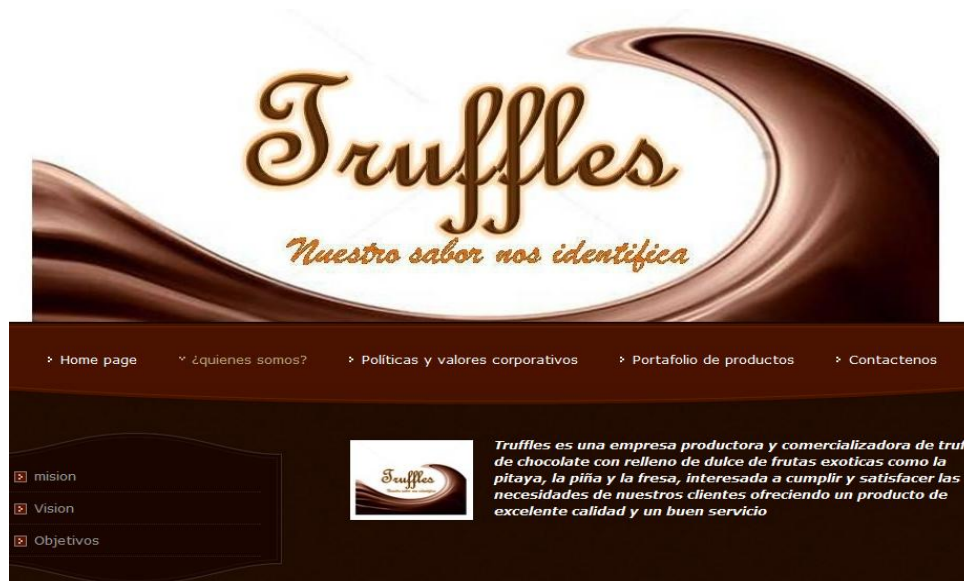 Truffles
Nuestro sabor nos identifica
Home page
¿quienes somos?
Políticas y valores corporativos
Portafolio de productos
Contactenos
mision
Vision
Objetivos
Truffles
Truffles es una empresa productora y comercializadora de
de chocolate con relleno de dulce de frutas exoticas como la
pitaya, la piña y la fresa, interesada a cumplir y satisfacer las
necesidades de nuestros clientes ofreciendo un producto de
excelente calidad y un buen servicio